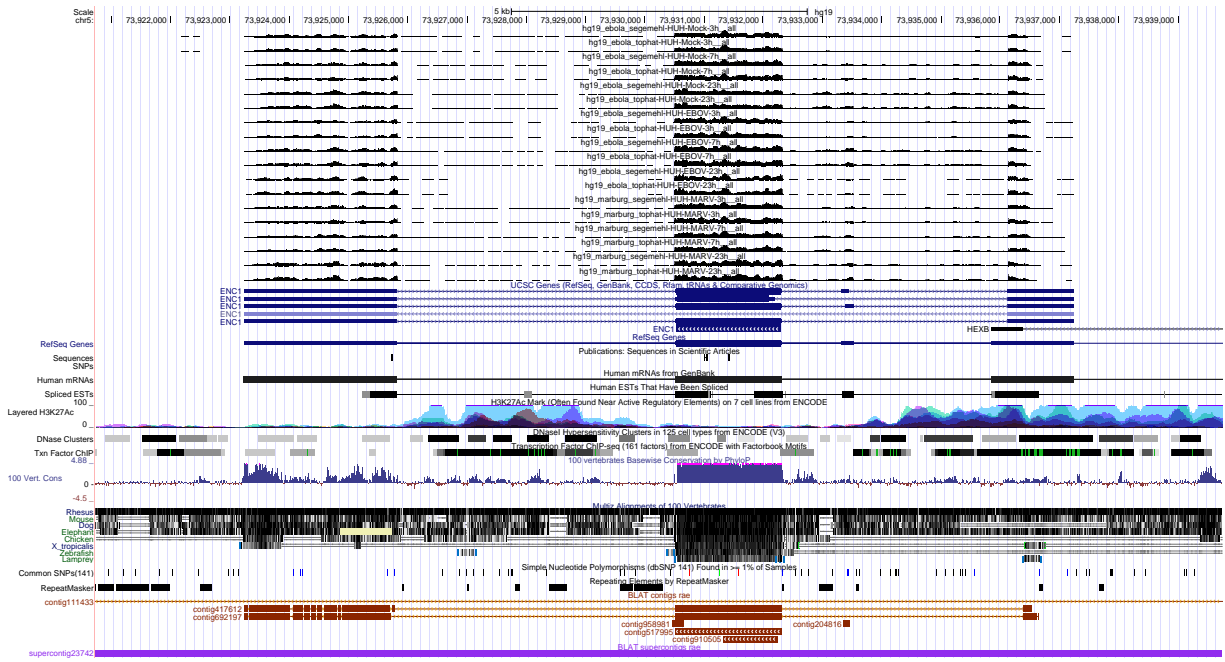 Scale 5 kb hg19
chr5: 73,922,000 73,923,000 73,924,000 73,925,000 73,926,000 73,927,000 73,928,000 73,929,000 73,930,000 73,931,000 73,932,000 73,933,000 73,934,000 73,935,000 73,936,000 73,937,000 73,938,000 73,939,000
hg19_ebola_segemehl-HUH-Mock-3h__all
hg19_ebola_tophat-HUH-Mock-3h__all
hg19_ebola_segemehl-HUH-Mock-7h__all
hg19_ebola_tophat-HUH-Mock-7h__all
hg19_ebola_segemehl-HUH-Mock-23h__all
hg19_ebola_tophat-HUH-Mock-23h__all
hg19_ebola_segemehl-HUH-EBOV-3h__all
hg19_ebola_tophat-HUH-EBOV-3h__all
hg19_ebola_segemehl-HUH-EBOV-7h__all
hg19_ebola_tophat-HUH-EBOV-7h__all
hg19_ebola_segemehl-HUH-EBOV-23h__all
hg19_ebola_tophat-HUH-EBOV-23h__all
hg19_marburg_segemehl-HUH-MARV-3h__all
hg19_marburg_tophat-HUH-MARV-3h__all
hg19_marburg_segemehl-HUH-MARV-7h__all
hg19_marburg_tophat-HUH-MARV-7h__all
hg19_marburg_segemehl-HUH-MARV-23h__all
hg19_marburg_tophat-HUH-MARV-23h__all
UCSC Genes (RefSeq, GenBank, CCDS, Rfam, tRNAs & Comparative Genomics)
ENC1
ENC1
ENC1
ENC1
ENC1
ENC1 HEXB
RefSeq Genes
RefSeq Genes
Publications: Sequences in Scientific Articles
Sequences
SNPs
Human mRNAs from GenBank
Human mRNAs
Human ESTs That Have Been Spliced
Spliced ESTs
H3K27Ac Mark (Often Found Near Active Regulatory Elements) on 7 cell lines from ENCODE
100
Layered H3K27Ac
0
DNaseI Hypersensitivity Clusters in 125 cell types from ENCODE (V3)
DNase Clusters
Transcription Factor ChIP-seq (161 factors) from ENCODE with Factorbook Motifs
Txn Factor ChIP
100 vertebrates Basewise Conservation by PhyloP
4.88
100 Vert. Cons
0
-4.5
Multiz Alignments of 100 Vertebrates
Rhesus
Mouse
Dog
Elephant
Chicken
X_tropicalis
Zebrafish
Lamprey
Simple Nucleotide Polymorphisms (dbSNP 141) Found in >= 1% of Samples
Common SNPs(141)
Repeating Elements by RepeatMasker
RepeatMasker
BLAT contigs rae
contig111433
contig417612
contig692197
contig958981 contig204816
contig517995
contig910505
BLAT supercontigs rae
supercontig23742